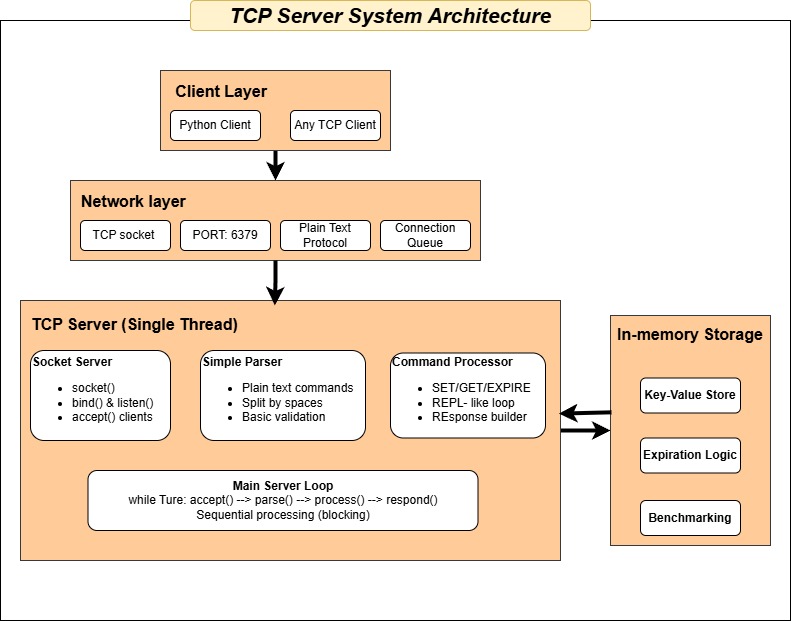 TCP Server System Architecture
Client Layer
Python Client
Any TCP Client
Network layer
TCP socket
PORT: 6379
Plain Text
Protocol
Connection
Queue
TCP Server (Single Thread)
Socket Server
socket()
bind() & listen()
accept() clients
Simple Parser
Plain text commands
Split by spaces
Basic validation
Command Processor
SET/GET/EXPIRE
REPL- like loop
REsponse builder
Main Server Loop
while Ture: accept() --> parse() --> process() --> respond()
Sequential processing (blocking)
In-memory Storage
Key-Value Store
Expiration Logic
Benchmarking